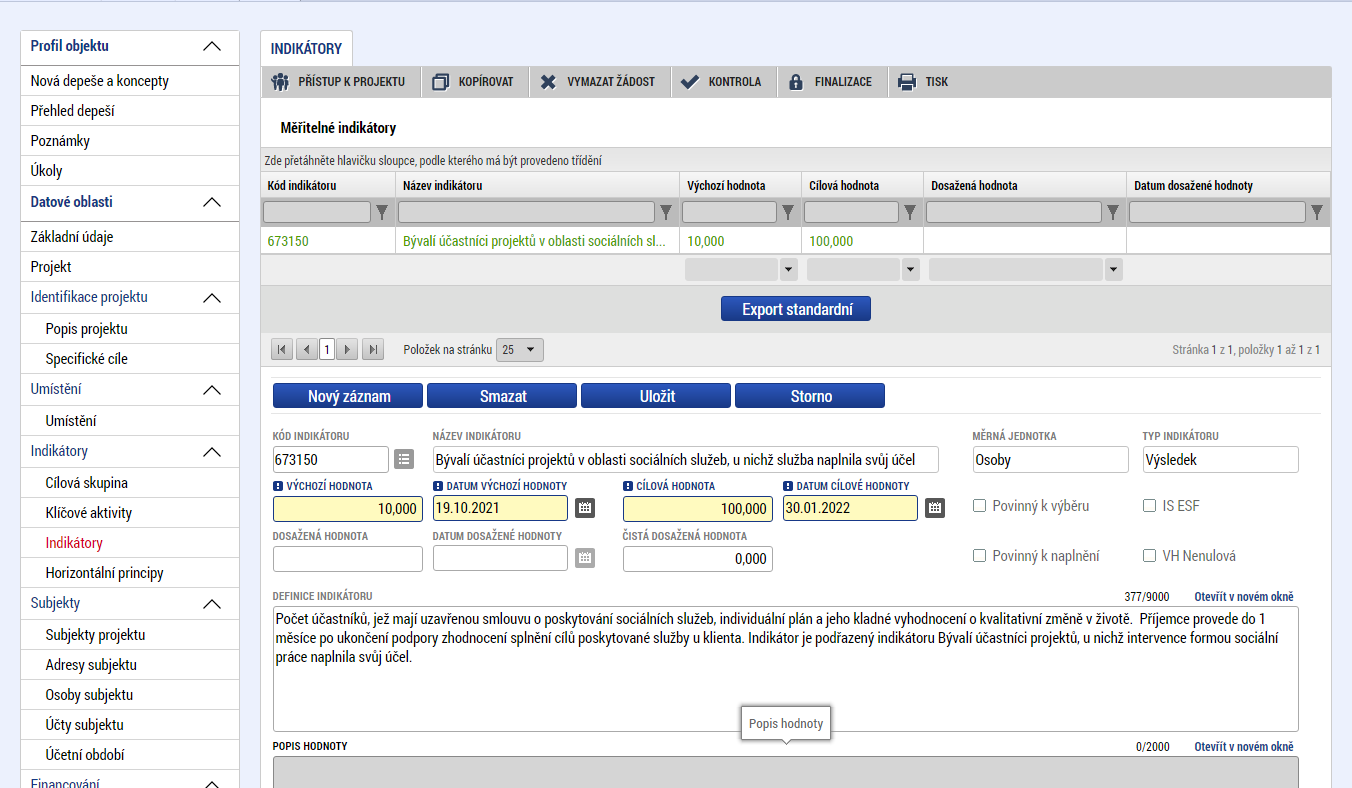 Profil objektu
Nová depeše a koncepty
Přehled depeší
Poznámky
Úkoly
Datové oblasti
Základní údaje
Projekt
Identifikace projektu
Popis projektu
Specifické cíle
Umístění
Umístění
Indikátory
Cílová skupina
Klíčové aktivity
Indikátory
Horizontální principy
Subjekty
Subjekty projektu
Adresy subjektu
Osoby subjektu
Účty subjektu
Účetní období
Financování
INDIKÁTORY
PŘÍSTUP K PROJEKTU KOPÍROVAT VYMAZAT ŽÁDOST KONTROLA FINALIZACE TISK
Měřitelné indikátory
Zde přetáhněte hlavičku sloupce, podle kterého má být provedeno třídění
Kód indikátoru Název indikátoru Výchozí hodnota Cílová hodnota Dosažená hodnota Datum dosažené hodnoty
673150 Bývalí účastníci projektů v oblasti sociálních sl... 10,000 100,000
Export standardní
1 Položek na stránku 25 Stránka 1 z 1, položky 1 až 1 z 1
Nový záznam Smazat Uložit Storno
KÓD INDIKÁTORU NÁZEV INDIKÁTORU MĚRNÁ JEDNOTKA TYP INDIKÁTORU
673150 Bývalí účastníci projektů v oblasti sociálních služeb, u nichž služba naplnila svůj účel Osoby Výsledek
VÝCHOZÍ HODNOTA DATUM VÝCHOZÍ HODNOTY CÍLOVÁ HODNOTA DATUM CÍLOVÉ HODNOTY
10,000 19.10.2021 100,000 30.01.2022 Povinný k výběru IS ESF
DOSAŽENÁ HODNOTA DATUM DOSAŽENÉ HODNOTY ČISTÁ DOSAŽENÁ HODNOTA
0,000 Povinný k naplnění VH Nenulová
DEFINICE INDIKÁTORU 377/9000 Otevřít v novém okně
Počet účastníků, jež mají uzavřenou smlouvu o poskytování sociálních služeb, individuální plán a jeho kladné vyhodnocení o kvalitativní změně v životě. Příjemce provede do 1
měsíce po ukončení podpory zhodnocení splnění cílů poskytované služby u klienta. Indikátor je podřazený indikátoru Bývalí účastníci projektů, u nichž intervence formou sociální
práce naplnila svůj účel.
Popis hodnoty
POPIS HODNOTY 0/2000 Otevřít v novém okně